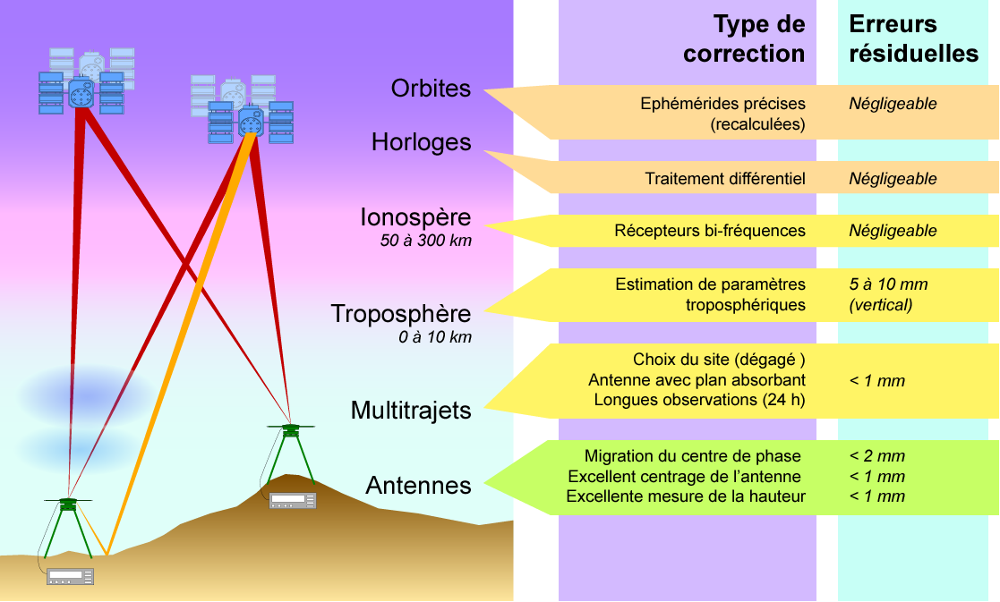 Type de
correction
Erreurs
résiduelles
Orbites
Ephémérides précises
(recalculées)
Négligeable
Horloges
Traitement différentiel
Négligeable
Ionospère
50 à 300 km
Récepteurs bi-fréquences
Négligeable
Troposphère
0 à 10 km
Estimation de paramètres
troposphériques
5 à 10 mm
(vertical)
Multitrajets
Choix du site (dégagé )
Antenne avec plan absorbant
Longues observations (24 h)
< 1 mm
Antennes
Migration du centre de phase
< 2 mm
Excellent centrage de l’antenne
< 1 mm
Excellente mesure de la hauteur
< 1 mm